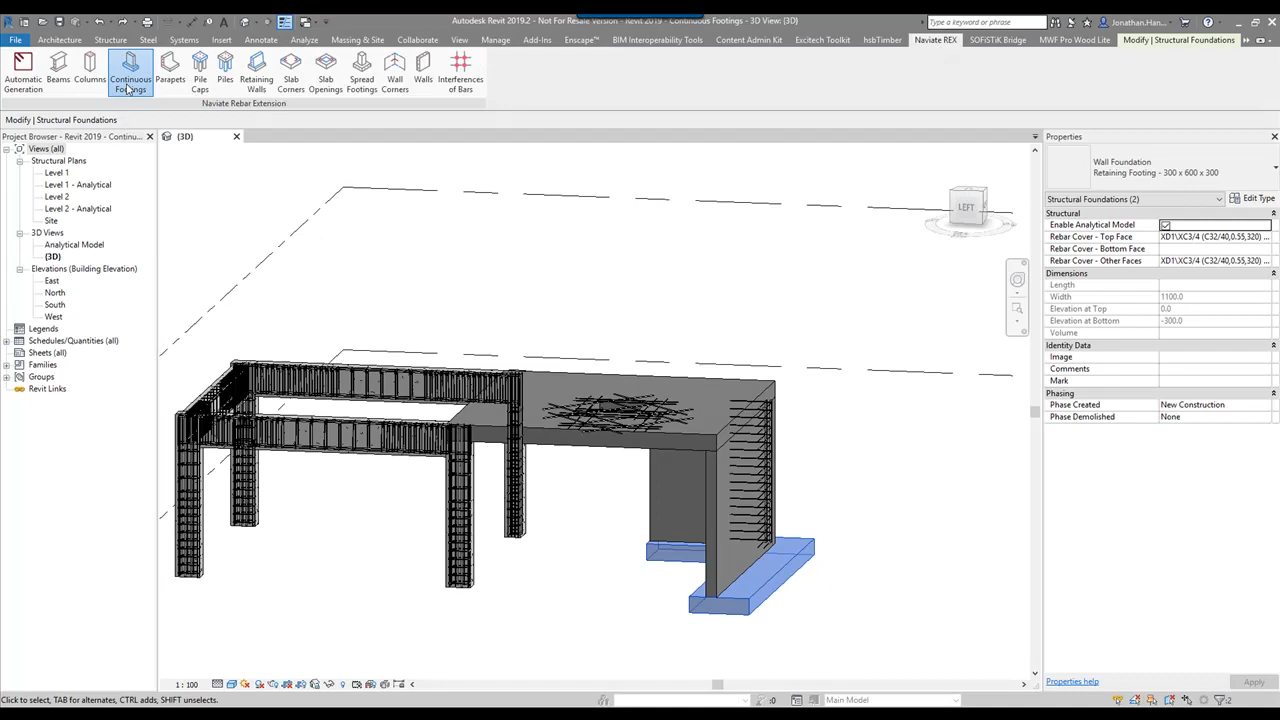 Autodesk Revit 2019.2 - Not For Resale Version - Revit 2019 - Continuous Footings - 3D View: {3D}
Type a keyword or phrase
Jonathan.Han...
File Architecture Structure Steel Systems Insert Annotate Analyze Massing & Site Collaborate View Manage Add-Ins Enscape™ BIM Interoperability Tools Content Admin Kit Excitech Toolkit hsbTimber Naviate REX SOFiSTiK Bridge MWF Pro Wood Lite Modify | Structural Foundations
Automatic Generation
Beams
Columns
Continuous Footings
Parapets
Pile Caps
Piles
Retaining Walls
Slab Corners
Slab Openings
Spread Footings
Wall Corners
Walls
Interferences of Bars
Naviate Rebar Extension
Modify | Structural Foundations
Project Browser - Revit 2019 - Continu...
Views (all)
Structural Plans
Level 1
Level 1 - Analytical
Level 2
Level 2 - Analytical
Site
3D Views
Analytical Model
{3D}
Elevations (Building Elevation)
East
North
South
West
Legends
Schedules/Quantities (all)
Sheets (all)
Families
Groups
Revit Links
{3D}
LEFT
Properties
Wall Foundation
Retaining Footing - 300 x 600 x 300
Structural Foundations (2)
Edit Type
Structural
Enable Analytical Model
Rebar Cover - Top Face XD1\XC3/4 (C32/40,0.55,320) ...
Rebar Cover - Bottom Face
Rebar Cover - Other Faces XD1\XC3/4 (C32/40,0.55,320) ...
Dimensions
Length
Width 1100.0
Elevation at Top 0.0
Elevation at Bottom -300.0
Volume
Identity Data
Image
Comments
Mark
Phasing
Phase Created New Construction
Phase Demolished None
Properties help
Apply
1 : 100
Click to select, TAB for alternates, CTRL adds, SHIFT unselects.
:0
Main Model
:2